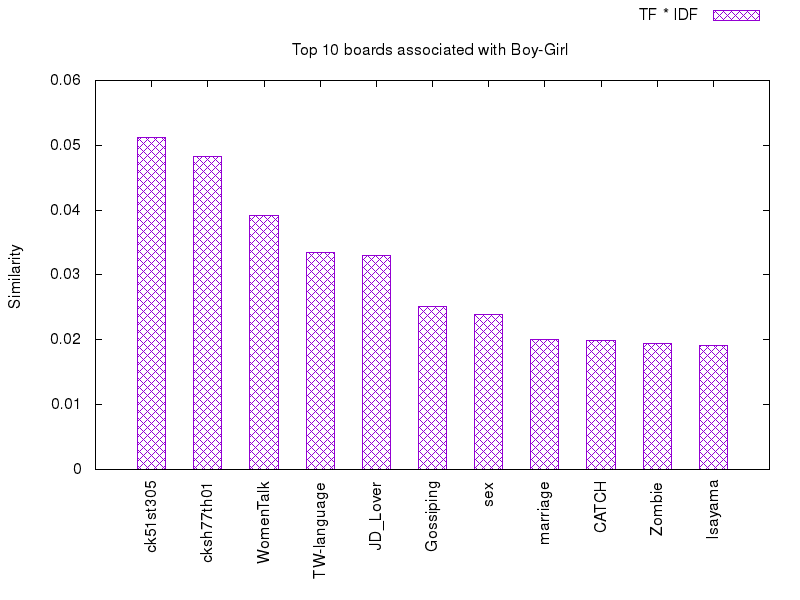 TF * IDF
Top 10 boards associated with Boy-Girl
Similarity
0.06
0.05
0.04
0.03
0.02
0.01
0
ck51st305
cksh77th01
WomenTalk
TW-language
JD_Lover
Gossiping
sex
marriage
CATCH
Zombie
Isayama